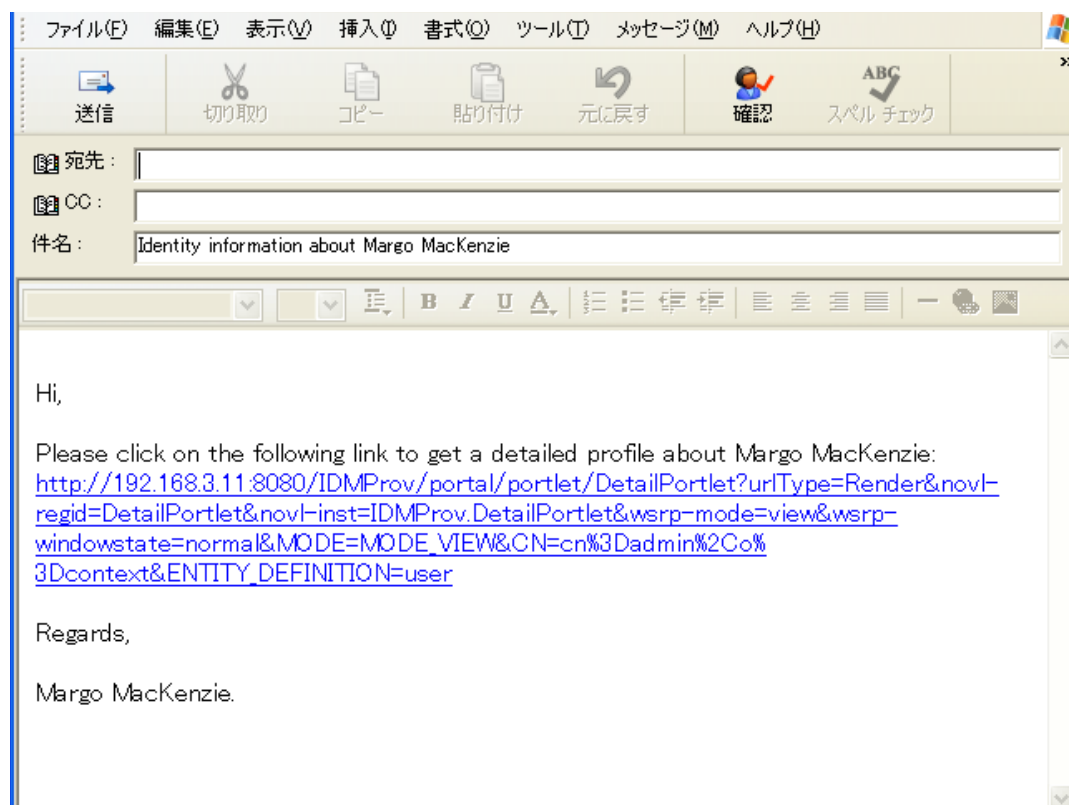 ファイル(F) 編集(E) 表示(V) 挿入(I) 書式(O) ツール(T) メッセージ(M) ヘルプ(H)
送信 切り取り コピー 貼り付け 元に戻す 確認 スペル チェック
ABC
宛先:
CC:
件名: Identity information about Margo MacKenzie
B I U A
Hi,
Please click on the following link to get a detailed profile about Margo MacKenzie:
http://192.168.3.11:8080/IDMProv/portal/portlet/DetailPortlet?urlType=Render&novl-
regid=DetailPortlet&novl-inst=IDMProv.DetailPortlet&wsrp-mode=view&wsrp-
windowstate=normal&MODE=MODE_VIEW&CN=cn%3Dadmin%2Co%
3Dcontext&ENTITY_DEFINITION=user
Regards,
Margo MacKenzie.